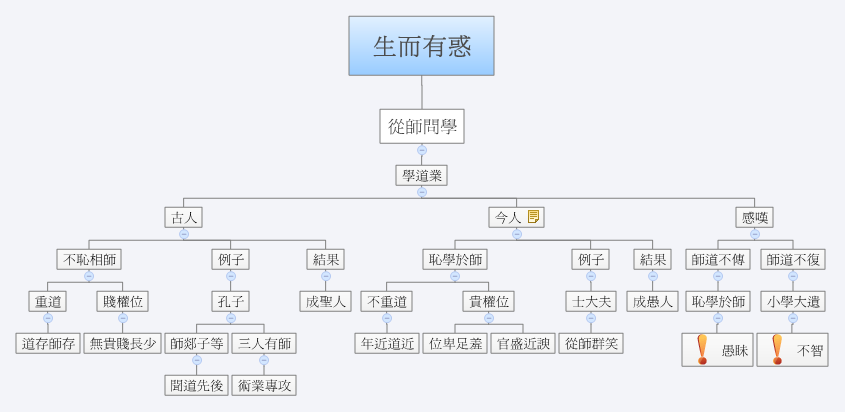 生而有惑
從師問學
學道業
古人 今人 感嘆
不恥相師 例子 結果 恥學於師 例子 結果 師道不傳 師道不復
重道 賤權位 孔子 成聖人 不重道 貴權位 士大夫 成愚人 恥學於師 小學大遺
道存師存 無貴賤長少 師郯子等 三人有師 年近道近 位卑足羞 官盛近諛 從師群笑 愚昧 不智
聞道先後 術業專攻